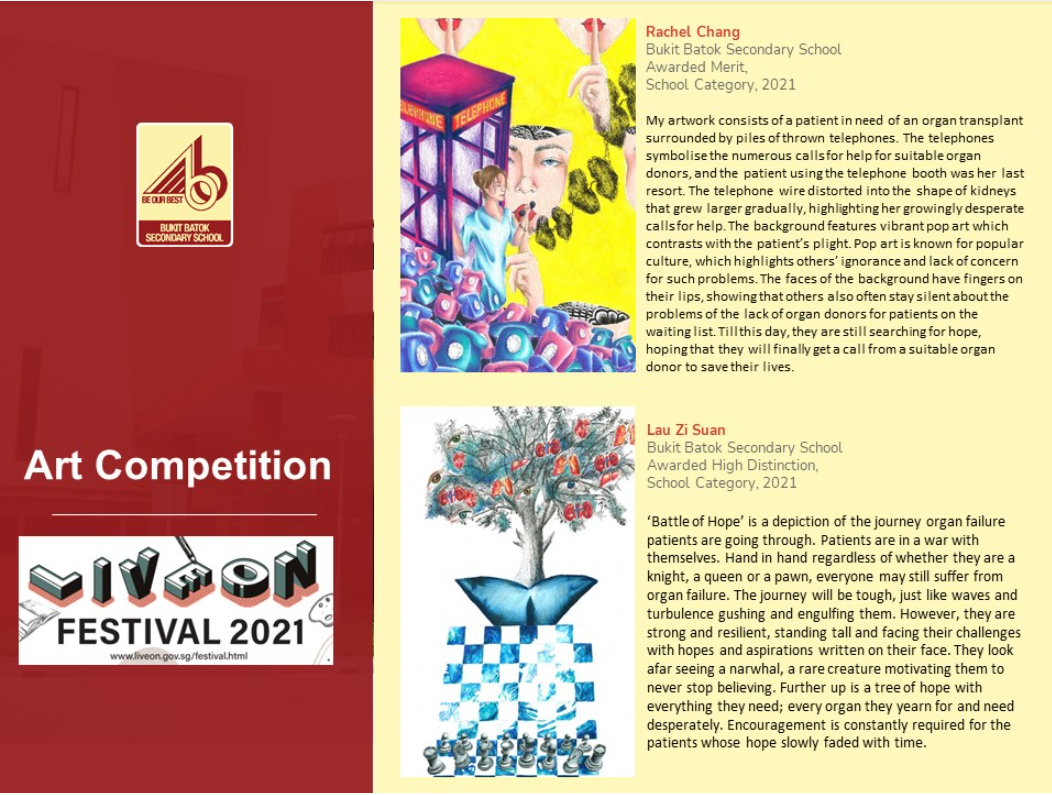 BE OUR BEST
BUKIT BATOK
SECONDARY SCHOOL
Art Competition
LIVEON
FESTIVAL 2021
www.liveon.gov.sg/festival.html
TELEPHONE
TELEPHONE
Rachel Chang
Bukit Batok Secondary School
Awarded Merit,
School Category, 2021
My artwork consists of a patient in need of an organ transplant
surrounded by piles of thrown telephones. The telephones
symbolise the numerous calls for help for suitable organ
donors, and the patient using the telephone booth was her last
resort. The telephone wire distorted into the shape of kidneys
that grew larger gradually, highlighting her growingly desperate
calls for help. The background features vibrant pop art which
contrasts with the patient's plight. Pop art is known for popular
culture, which highlights others' ignorance and lack of concern
for such problems. The faces of the background have fingers on
their lips, showing that others also often stay silent about the
problems of the lack of organ donors for patients on the
waiting list. Till this day, they are still searching for hope,
hoping that they will finally get a call from a suitable organ
donor to save their lives.
Lau Zi Suan
Bukit Batok Secondary School
Awarded High Distinction,
School Category, 2021
'Battle of Hope' is a depiction of the journey organ failure
patients are going through. Patients are in a war with
themselves. Hand in hand regardless of whether they are a
knight, a queen or a pawn, everyone may still suffer from
organ failure. The journey will be tough, just like waves and
turbulence gushing and engulfing them. However, they are
strong and resilient, standing tall and facing their challenges
with hopes and aspirations written on their face. They look
afar seeing a narwhal, a rare creature motivating them to
never stop believing. Further up is a tree of hope with
everything they need; every organ they yearn for and need
desperately. Encouragement is constantly required for the
patients whose hope slowly faded with time.